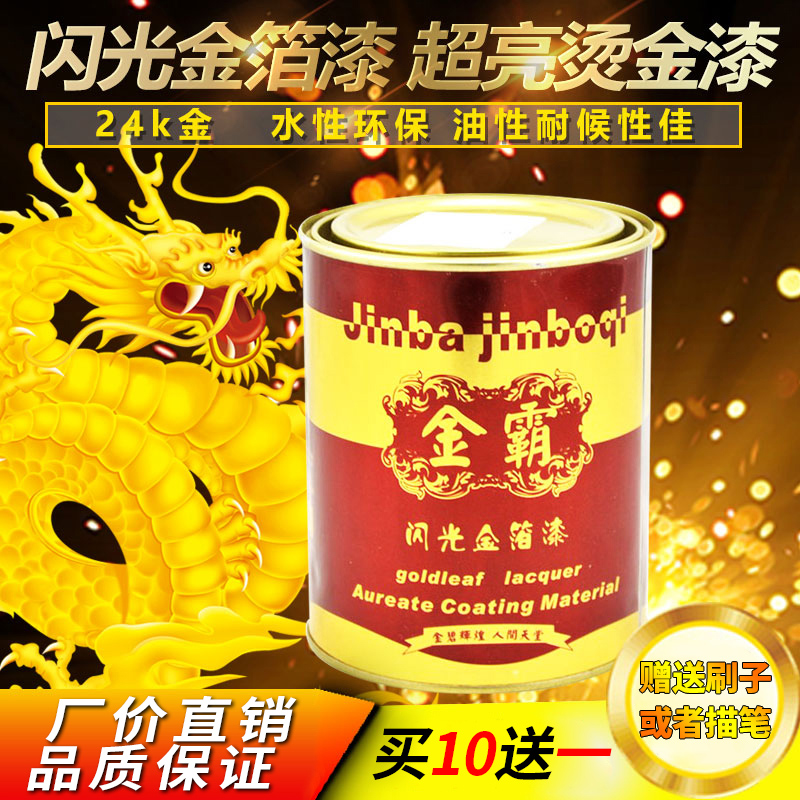 闪光金箔漆 超亮烫金漆
24k金 水性环保 油性耐候性佳
Jinba jinboqi
金霸
闪光金箔漆
goldleaf lacquer
Aureate Coating Material
金碧輝煌 人間天堂
赠送刷子
或者描笔
厂价直销
品质保证
买10送一